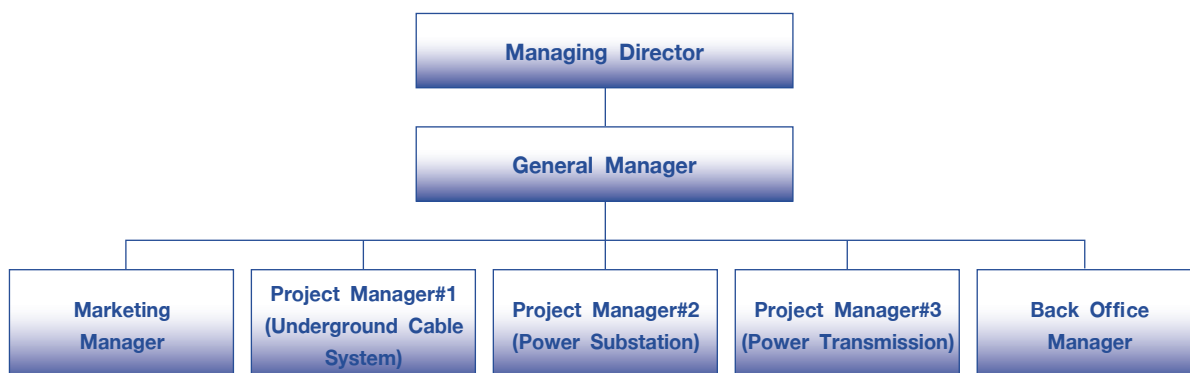 Managing Director
General Manager
Marketing
Manager
Project Manager#1
(Underground Cable
System)
Project Manager#2
(Power Substation)
Project Manager#3
(Power Transmission)
Back Office
Manager